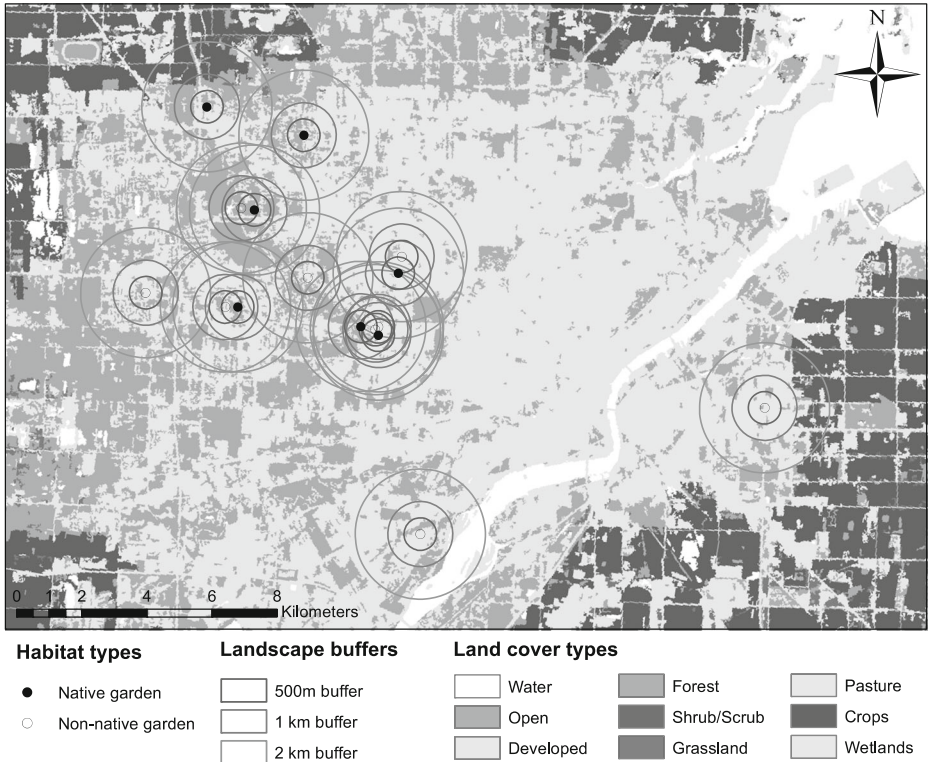 N
0 1 2 4 6 8
Kilometers
Habitat types
Native garden
Non-native garden
Landscape buffers
500m buffer
1 km buffer
2 km buffer
Land cover types
Water
Open
Developed
Forest
Shrub/Scrub
Grassland
Pasture
Crops
Wetlands